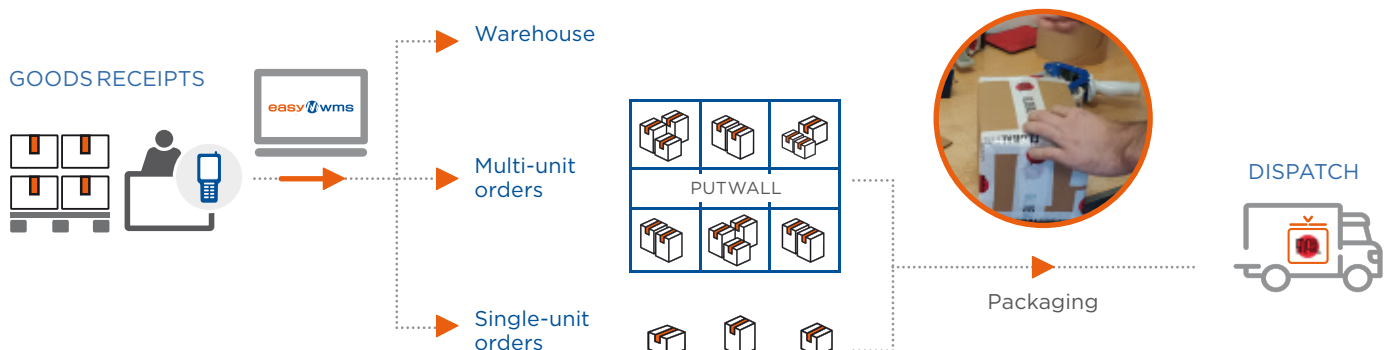 GOODS RECEIPTS
easy wms
Warehouse
Multi-unit
orders
PUTWALL
Single-unit
orders
Packaging
DISPATCH